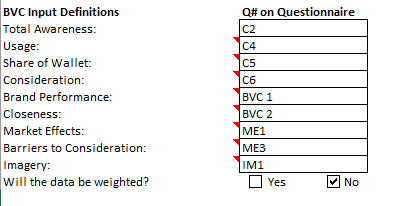 BVC Input Definitions Q# on Questionnaire
Total Awareness: C2
Usage: C4
Share of Wallet: C5
Consideration: C6
Brand Performance: BVC 1
Closeness: BVC 2
Market Effects: ME1
Barriers to Consideration: ME3
Imagery: IM1
Will the data be weighted? Yes No